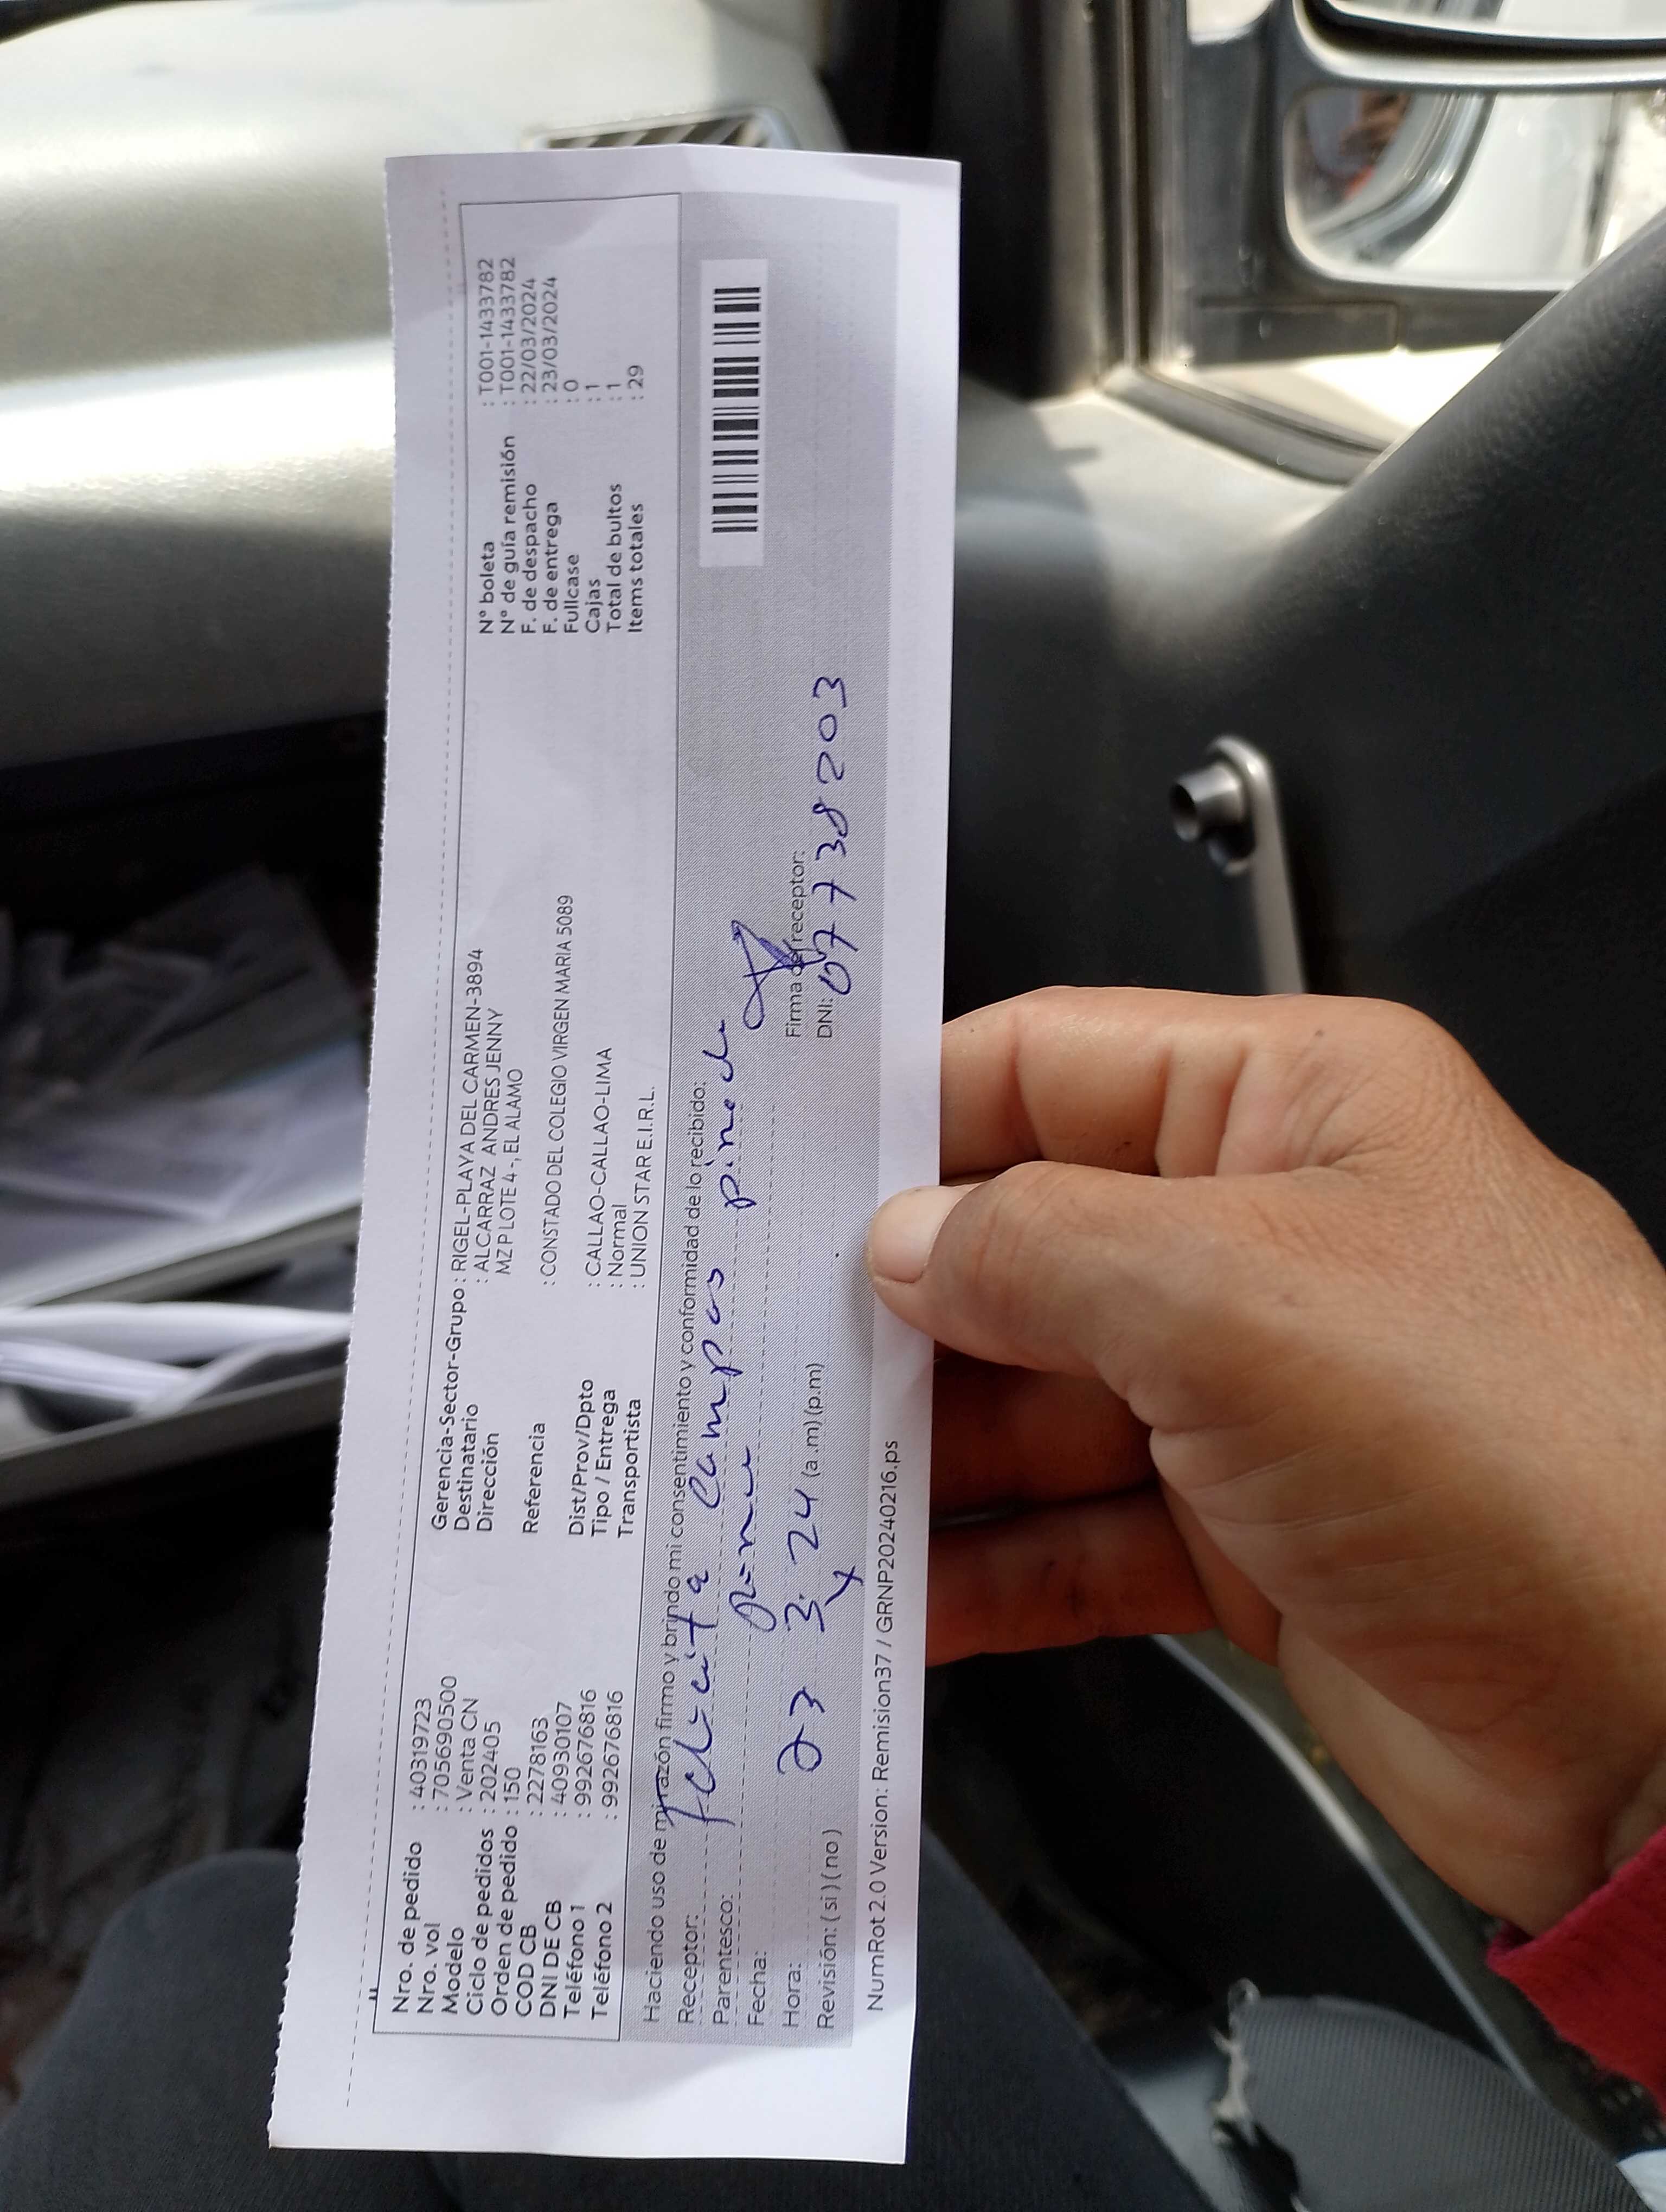 Nro. de pedido : 40319723
Nro. vol : 705690500
Modelo : Venta CN
Ciclo de pedidos : 202405
Orden de pedido : 150
COD CB : 2278163
DNI DE CB : 40930107
Teléfono 1 : 992676816
Teléfono 2 : 992676816
Gerencia-Sector-Grupo : RIGEL-PLAYA DEL CARMEN-3894
Destinatario : ALCARRAZ ANDRES JENNY
Dirección MZ P LOTE 4 -, EL ALAMO
Referencia : CONSTADO DEL COLEGIO VIRGEN MARIA 5089
Dist/Prov/Dpto : CALLAO-CALLAO-LIMA
Tipo / Entrega : Normal
Transportista : UNION STAR E.I.R.L.
N° boleta : T001-1433782
N° de guía remisión : T001-1433782
F. de despacho : 22/03/2024
F. de entrega : 23/03/2024
Fullcase : 0
Cajas : 1
Total de bultos : 1
Items totales : 29
Haciendo uso de mi razón firmo y brindo mi consentimiento y conformidad de lo recibido:
Receptor: campos pined
Parentesco:
Fecha: 23 3 24
Hora: (a.m) (p.m)
Revisión: ( si ) ( no )
Firma del receptor:
DNI: 07738203
NumRot 2.0 Version: Remision37 / GRNP20240216.ps